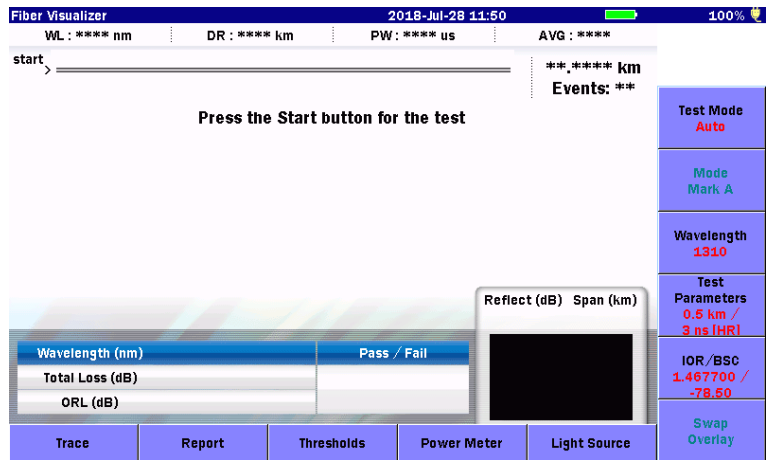 Fiber Visualizer 2018-Jul-28 11:50 100%
WL : **** nm DR : **** km PW : **** us AVG : ****
start
**.**** km
Events: **
Press the Start button for the test
Test Mode
Auto
Mode
Mark A
Wavelength
1310
Test
Parameters
0.5 km /
3 ns [HR]
IOR/BSC
1.467700 /
-78.50
Swap
Overlay
Reflect (dB) Span (km)
Wavelength (nm) Pass / Fail
Total Loss (dB)
ORL (dB)
Trace Report Thresholds Power Meter Light Source